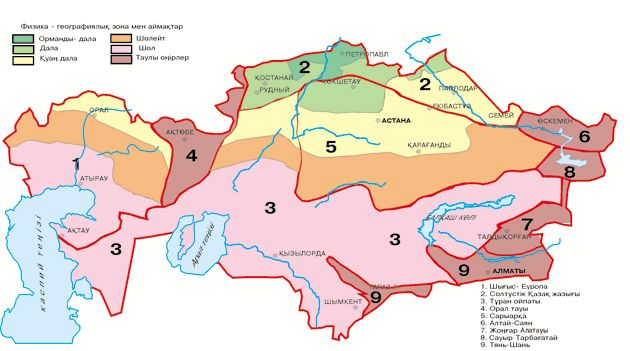 Физика - географиялық зона мен аймақтар
Орманды- дала
Дала
Қуаң дала
Шөлейт
Шөл
Таулы өңірлер
ПЕТРОПАВЛ
2
ҚОСТАНАЙ
РУДНЫЙ
КӨКШЕТАУ
2
ПАВЛОДАР
ЕКІБАСТҰЗ
ОРАЛ
АҚТӨБЕ
АСТАНА
СЕМЕЙ
ӨСКЕМЕН
6
1
4
5
ҚАРАҒАНДЫ
8
АТЫРАУ
3
БАЛҚАШ КӨЛІ
7
ТАЛДЫҚОРҒАН
АҚТАУ
3
Арал теңізі
ҚЫЗЫЛОРДА
3
каспий теңізі
9
АЛМАТЫ
ТАРАЗ
9
ШЫМКЕНТ
1. Шығыс- Еуропа
2. Солтүстік Қазақ жазығы
3. Тұран ойпаты
4. Орал тауы
5. Сарыарқа
6. Алтай-Саян
7. Жоңғар Алатауы
8. Сауыр Тарбағатай
9. Тянь-Шань